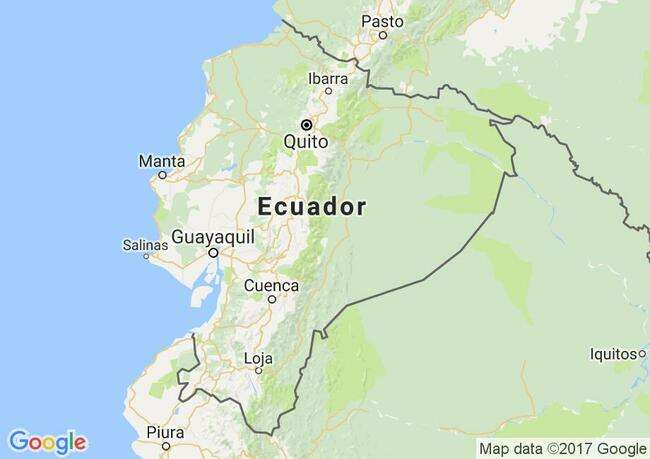 Pasto
Ibarra
Quito
Manta
Ecuador
Salinas
Guayaquil
Cuenca
Iquitos
Loja
Piura
Google
Map data ©2017 Google